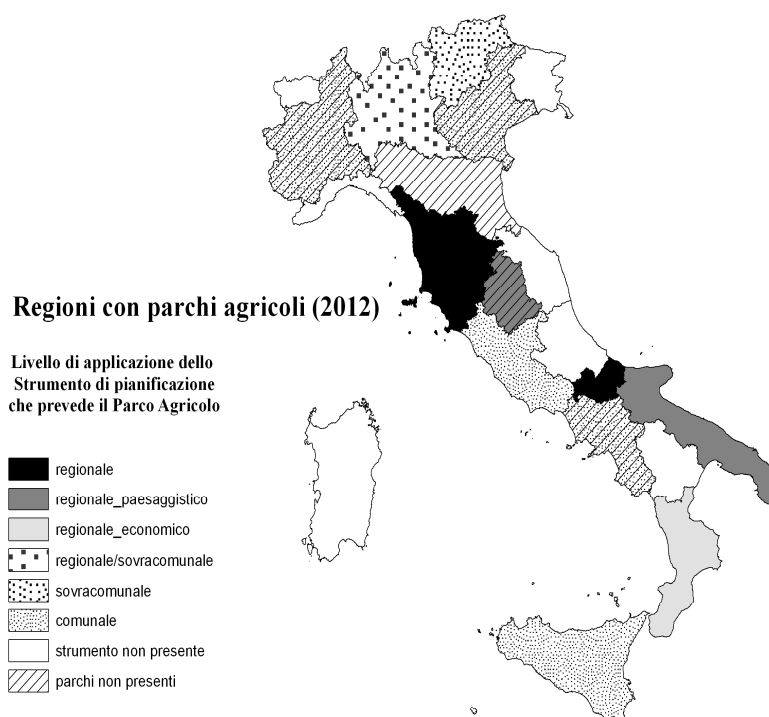 Regioni con parchi agricoli (2012)
Livello di applicazione dello
Strumento di pianificazione
che prevede il Parco Agricolo
regionale
regionale_paesaggistico
regionale_economico
regionale/sovracomunale
sovracomunale
comunale
strumento non presente
parchi non presenti